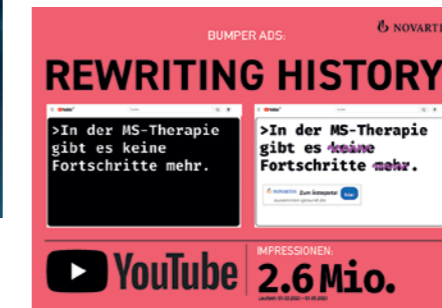 BUMPER ADS:
NOVARTI
REWRITING HISTORY
>In der MS-Therapie
gibt es keine
Fortschritte mehr.
>In der MS-Therapie
gibt es keine
Fortschritte mehr.
NOVARTIS
YouTube
IMPRESSIONEN:
2.6 Mio.